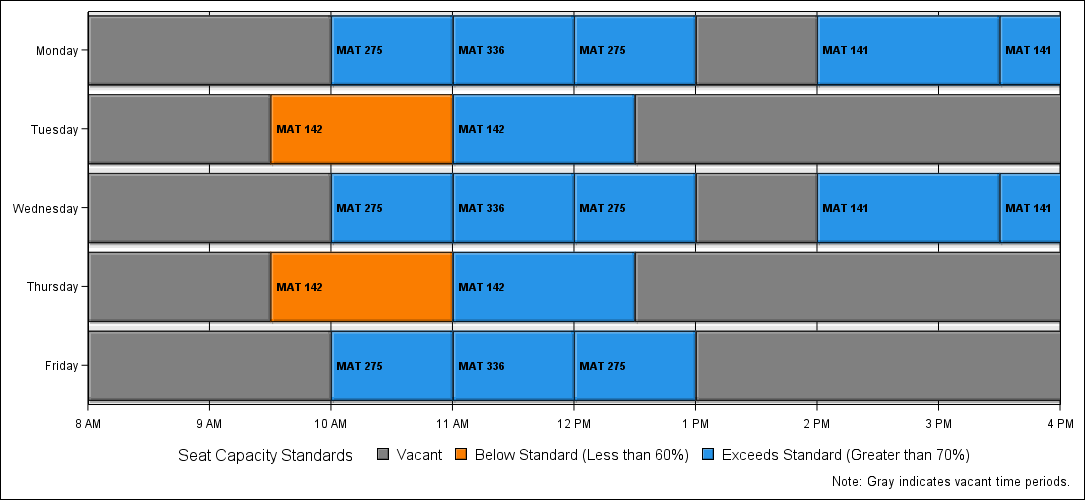 Monday MAT 275 MAT 336 MAT 275 MAT 141 MAT 141
Tuesday MAT 142 MAT 142
Wednesday MAT 275 MAT 336 MAT 275 MAT 141 MAT 141
Thursday MAT 142 MAT 142
Friday MAT 275 MAT 336 MAT 275
8 AM 9 AM 10 AM 11 AM 12 PM 1 PM 2 PM 3 PM 4 PM
Seat Capacity Standards Vacant Below Standard (Less than 60%) Exceeds Standard (Greater than 70%)
Note: Gray indicates vacant time periods.